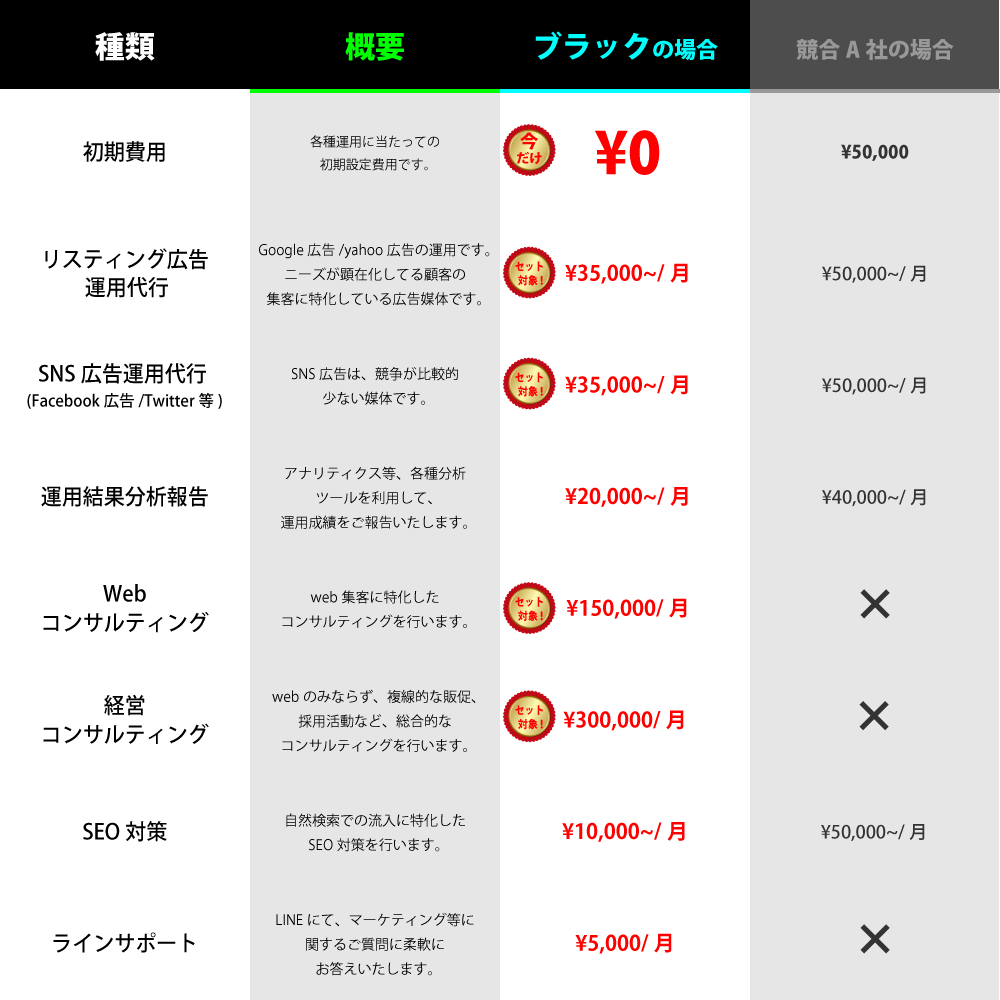 種類
概要
ブラックの場合
競合 A 社の場合
初期費用
各種運用に当たっての
初期設定費用です。
今
だけ
¥0
¥50,000
リスティング広告
運用代行
Google 広告 /yahoo 広告の運用です。
ニーズが顕在化してる顧客の
集客に特化している広告媒体です。
セット
対象!
¥35,000~/ 月
¥50,000~/ 月
SNS 広告運用代行
(Facebook 広告 /Twitter 等 )
SNS 広告は、競争が比較的
少ない媒体です。
セット
対象!
¥35,000~/ 月
¥50,000~/ 月
運用結果分析報告
アナリティクス等、各種分析
ツールを利用して、
運用成績をご報告いたします。
¥20,000~/ 月
¥40,000~/ 月
Web
コンサルティング
web 集客に特化した
コンサルティングを行います。
セット
対象!
¥150,000/ 月
×
経営
コンサルティング
web のみならず、複線的な販促、
採用活動など、総合的な
コンサルティングを行います。
セット
対象!
¥300,000/ 月
×
SEO 対策
自然検索での流入に特化した
SEO 対策を行います。
¥10,000~/ 月
¥50,000~/ 月
ラインサポート
LINE にて、マーケティング等に
関するご質問に柔軟に
お答えいたします。
¥5,000/ 月
×